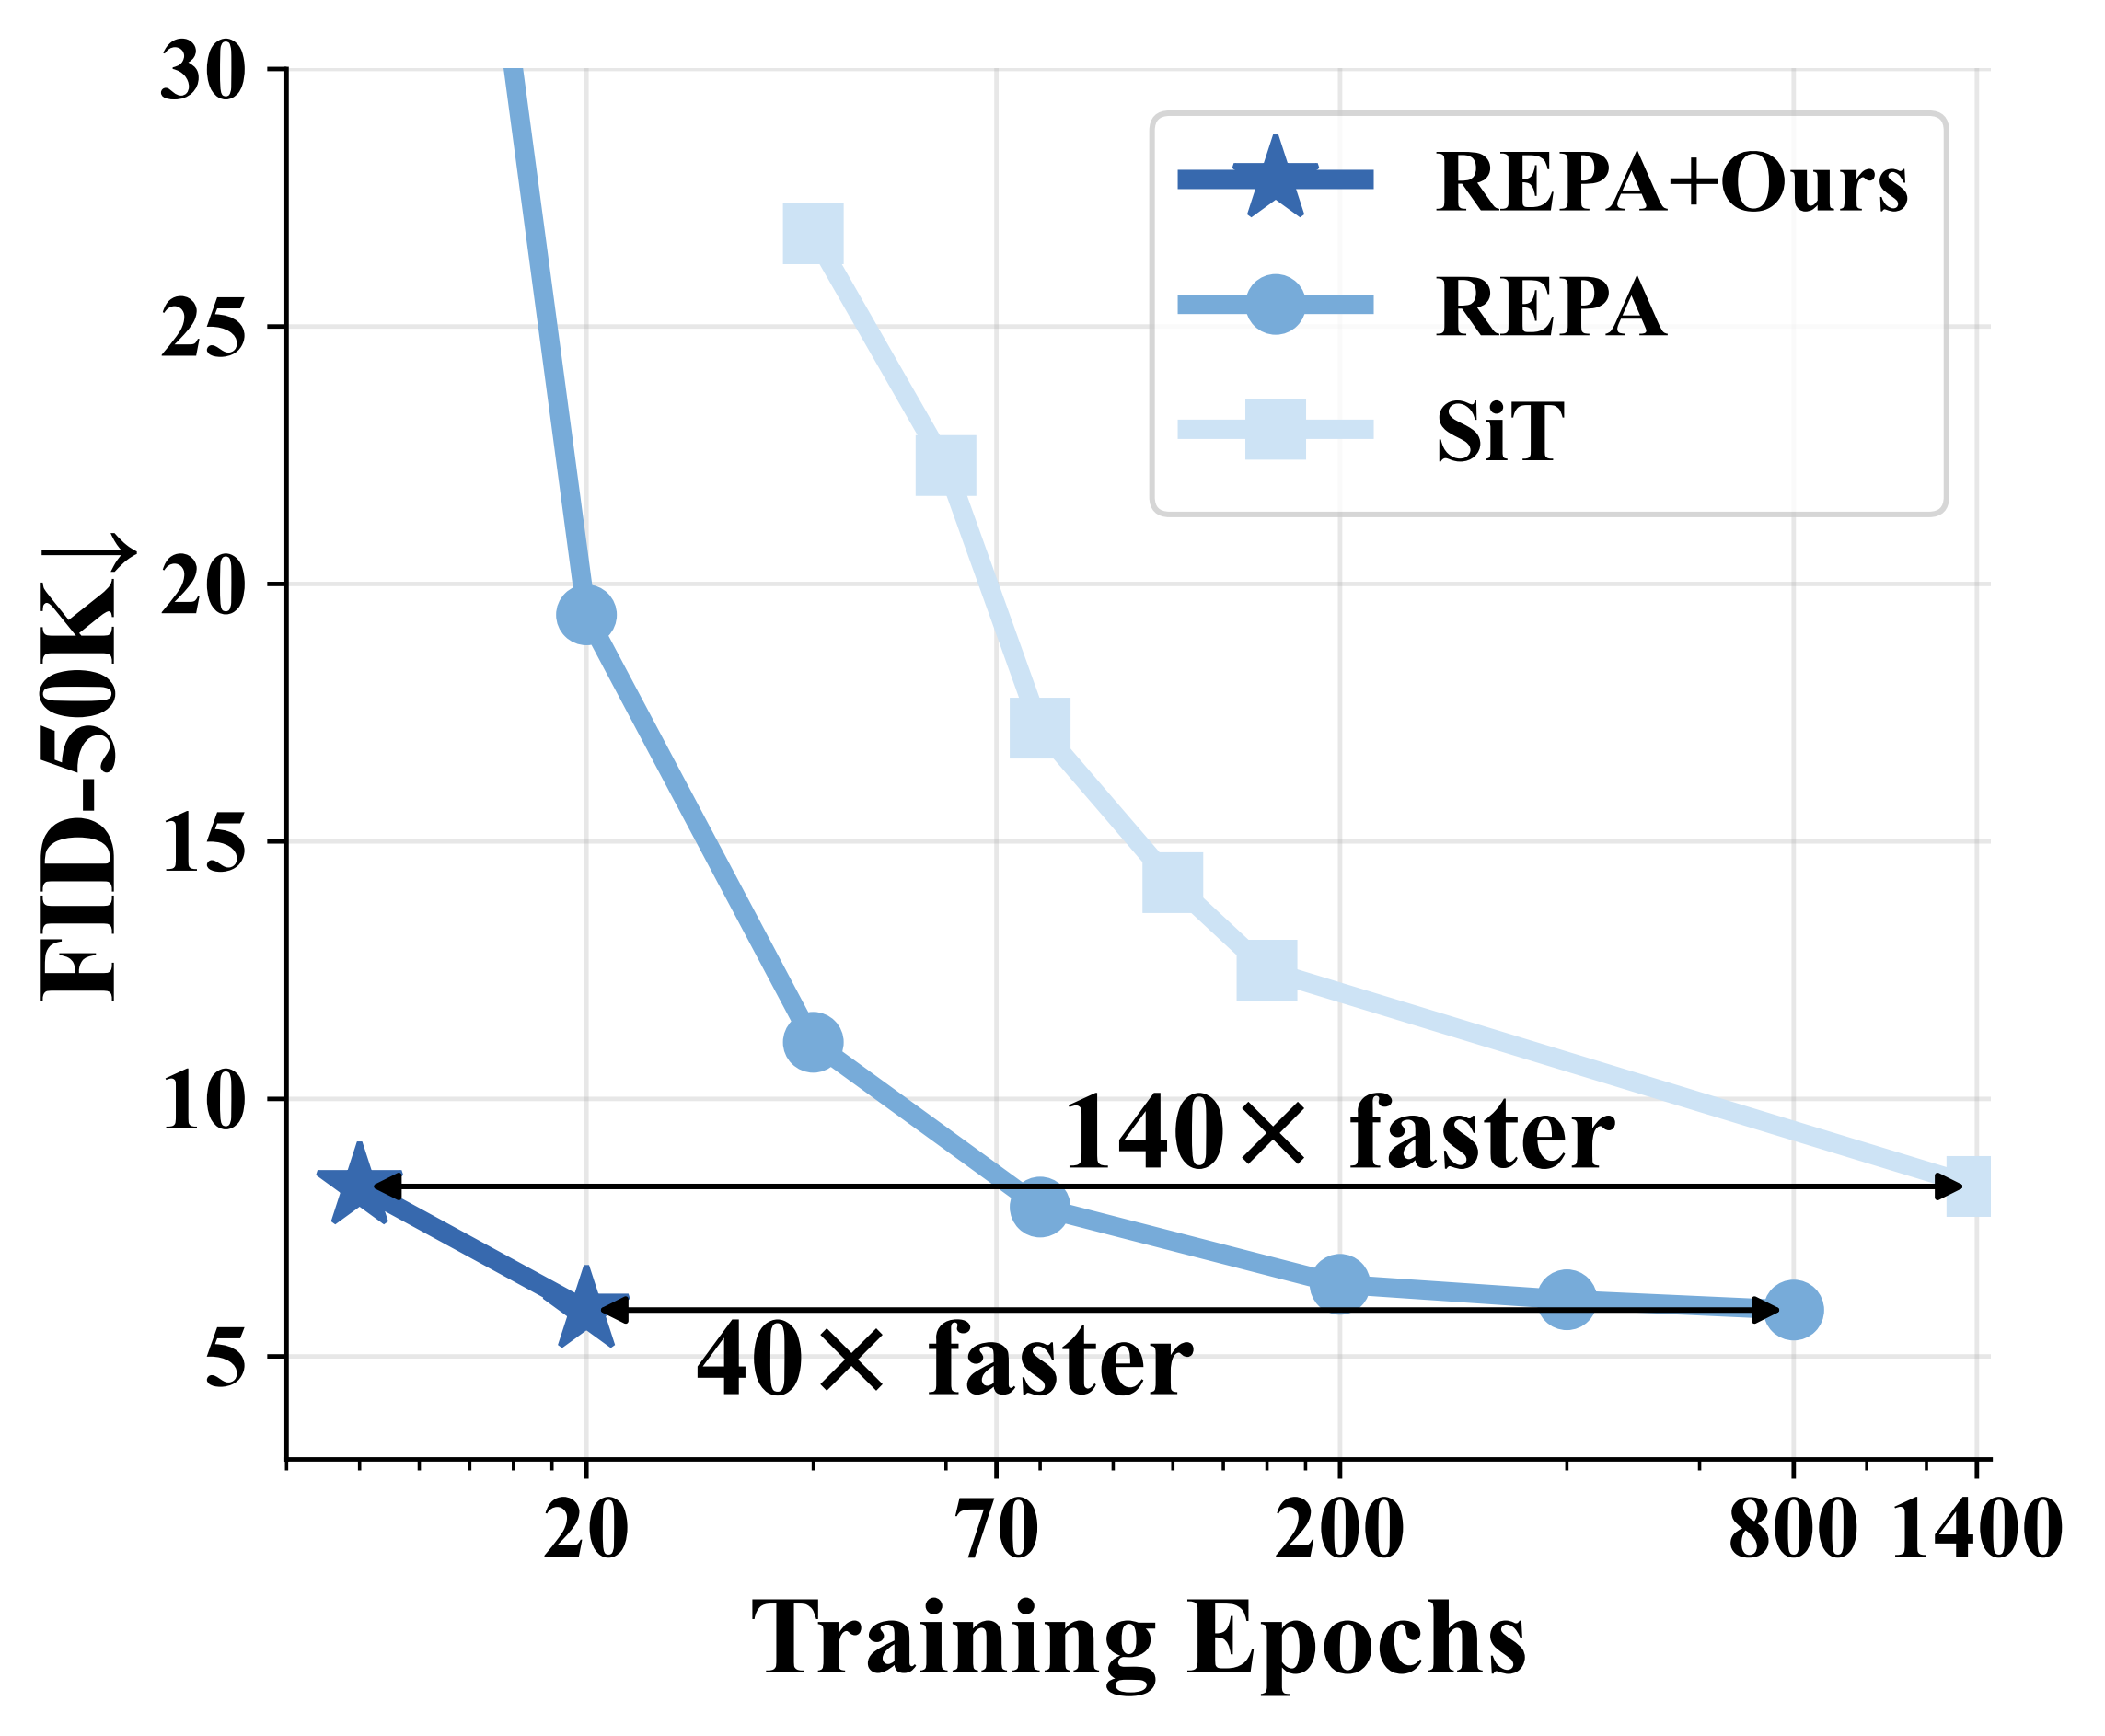 FID-50K↓
30
25
20
15
10
5
REPA+Ours
REPA
SiT
140× faster
40× faster
20 70 200 800 1400
Training Epochs